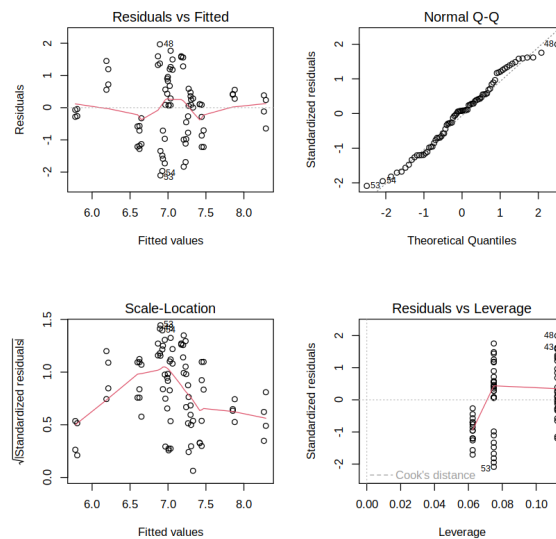 Residuals vs Fitted
Residuals
2
1
0
-1
-2
48
54
53
6.0 6.5 7.0 7.5 8.0
Fitted values
Normal Q-Q
Standardized residuals
2
1
0
-1
-2
48
54
53
-2 -1 0 1 2
Theoretical Quantiles
Scale-Location
√|Standardized residuals|
1.5
1.0
0.5
0.0
53
6.0 6.5 7.0 7.5 8.0
Fitted values
Residuals vs Leverage
Standardized residuals
2
1
0
-1
-2
48
43
53
Cook's distance
0.00 0.02 0.04 0.06 0.08 0.10
Leverage